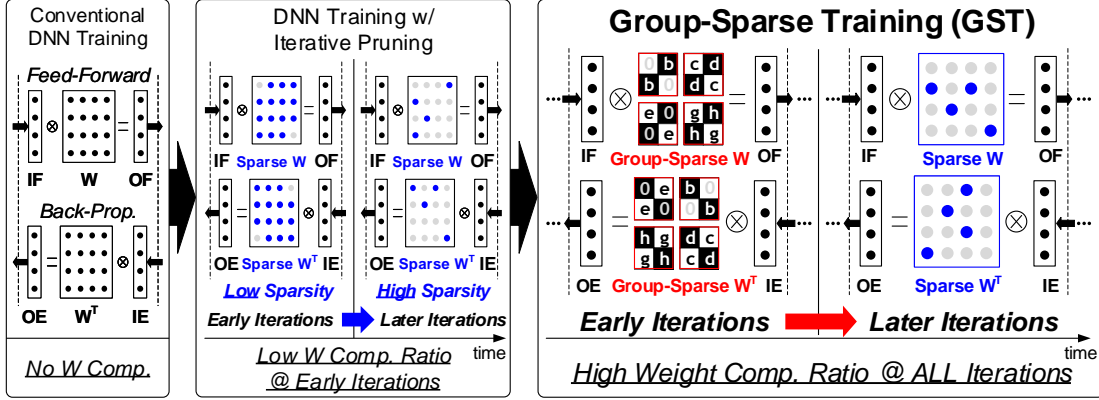 Conventional
DNN Training
Feed-Forward
IF
W
OF
Back-Prop.
OE
W^T
IE
No W Comp.
DNN Training w/
Iterative Pruning
IF
Sparse W
OF
IF
Sparse W
OF
OE
Sparse W^T
IE
OE
Sparse W^T
IE
Low Sparsity
High Sparsity
Early Iterations
Later Iterations
time
Low W Comp. Ratio
@ Early Iterations
Group-Sparse Training (GST)
0 b c d
b 0 d c
e 0 g h
0 e h g
IF
Group-Sparse W
OF
IF
Sparse W
OF
0 e b 0
e 0 0 b
h g d c
g h c d
OE
Group-Sparse W^T
IE
OE
Sparse W^T
IE
Early Iterations
Later Iterations
time
High Weight Comp. Ratio @ ALL Iterations